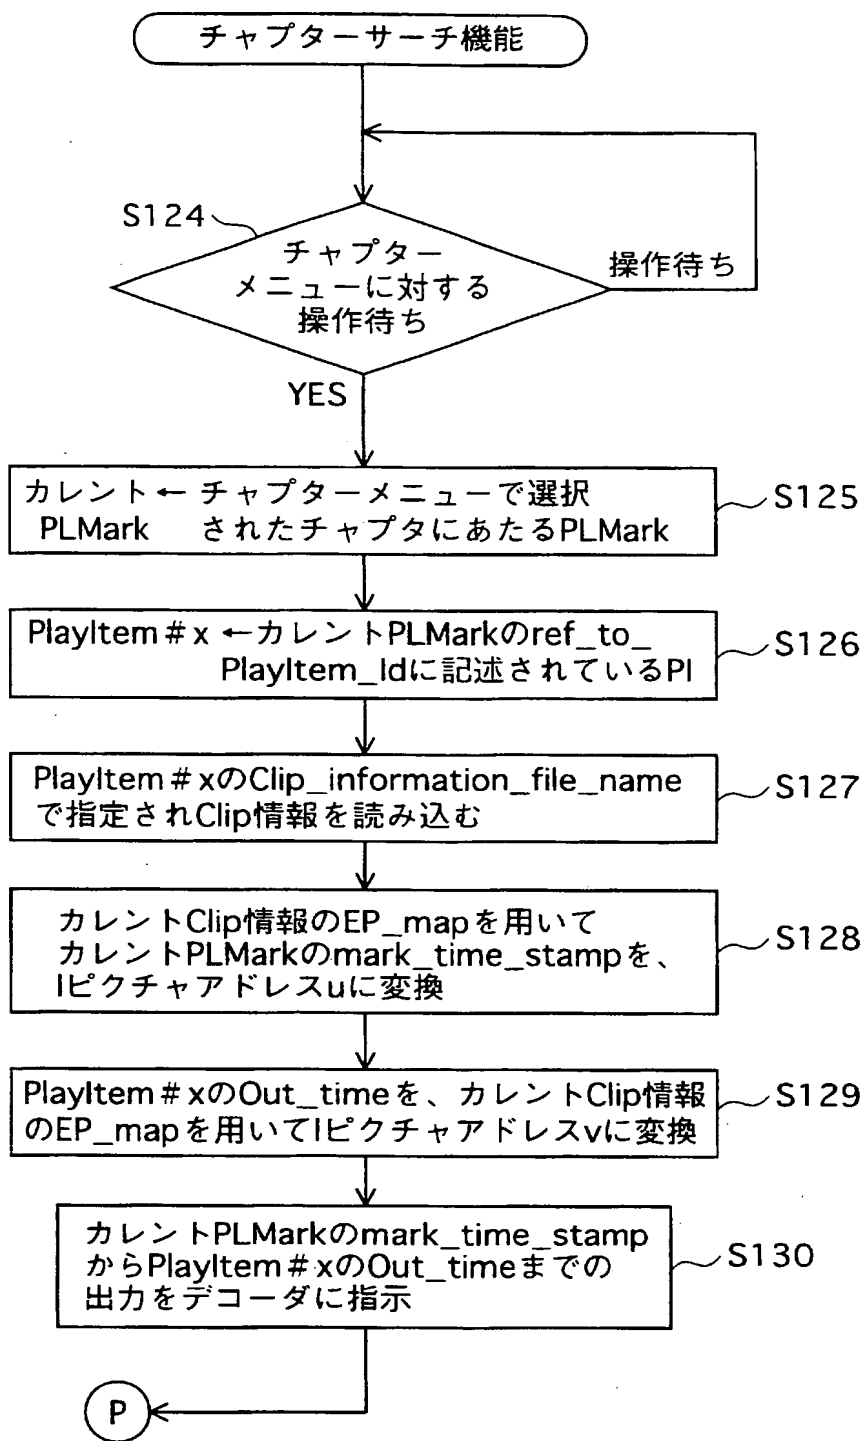 チャプターサーチ機能
S124
チャプター
メニューに対する
操作待ち
操作待ち
YES
カレント← チャプターメニューで選択
PLMark されたチャプタにあたるPLMark
S125
PlayItem#x ←カレントPLMarkのref_to_
PlayItem_Idに記述されているPI
S126
PlayItem#xのClip_information_file_name
で指定されClip情報を読み込む
S127
カレントClip情報のEP_mapを用いて
カレントPLMarkのmark_time_stampを、
Iピクチャアドレスuに変換
S128
PlayItem#xのOut_timeを、カレントClip情報
のEP_mapを用いてIピクチャアドレスvに変換
S129
カレントPLMarkのmark_time_stamp
からPlayItem#xのOut_timeまでの
出力をデコーダに指示
S130
P